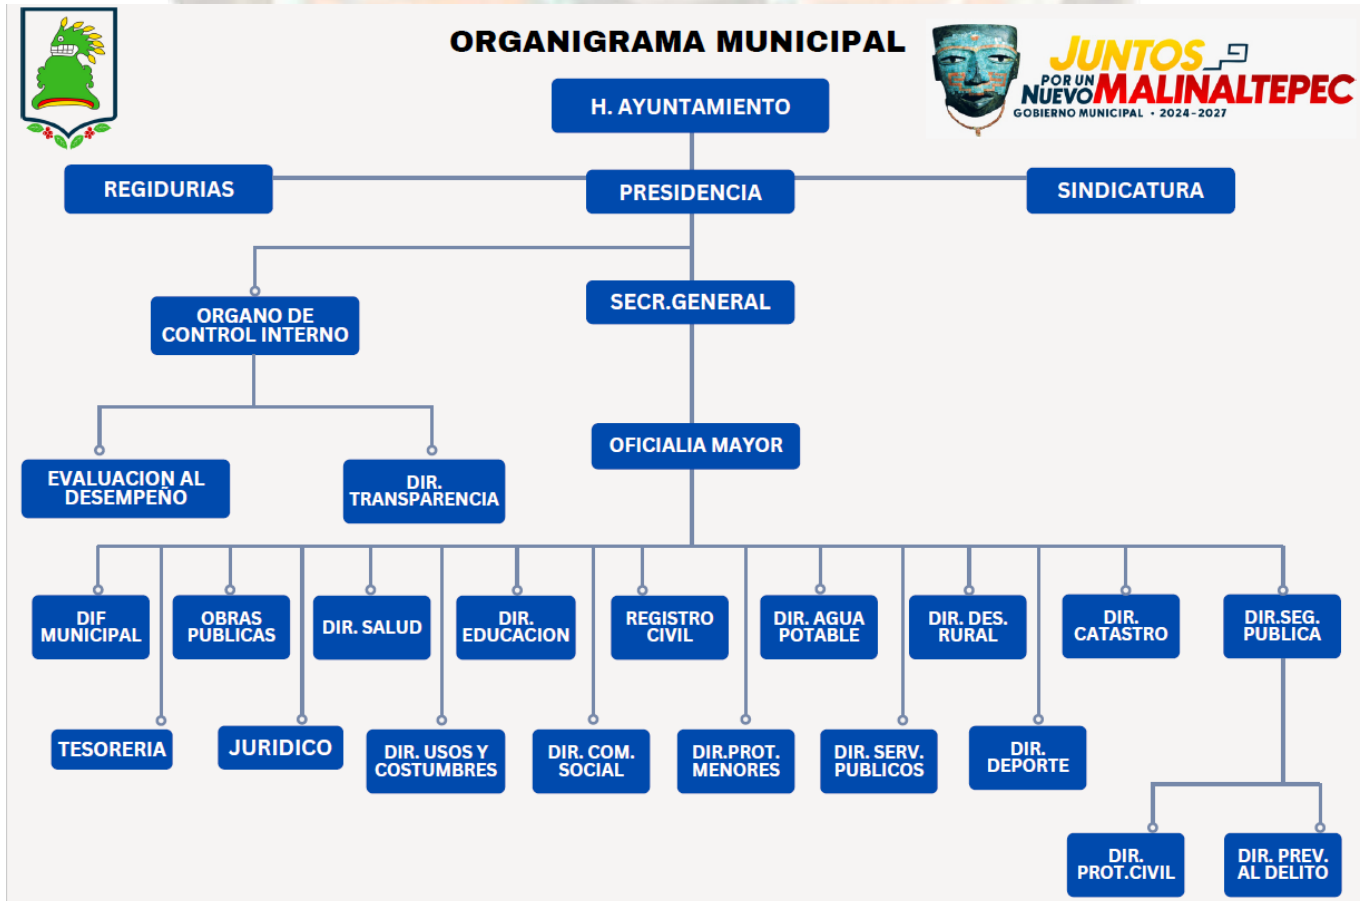 ORGANIGRAMA MUNICIPAL
JUNTOS
POR UN
NUEVO MALINALTEPEC
GOBIERNO MUNICIPAL • 2024-2027
H. AYUNTAMIENTO
REGIDURIAS
PRESIDENCIA
SINDICATURA
SECR.GENERAL
ORGANO DE
CONTROL INTERNO
OFICIALIA MAYOR
EVALUACION AL
DESEMPEÑO
DIR.
TRANSPARENCIA
DIF
MUNICIPAL
OBRAS
PUBLICAS
DIR. SALUD
DIR.
EDUCACION
REGISTRO
CIVIL
DIR. AGUA
POTABLE
DIR. DES.
RURAL
DIR.
CATASTRO
DIR.SEG.
PUBLICA
TESORERIA
JURIDICO
DIR. USOS Y
COSTUMBRES
DIR. COM.
SOCIAL
DIR.PROT.
MENORES
DIR. SERV.
PUBLICOS
DIR.
DEPORTE
DIR.
PROT.CIVIL
DIR. PREV.
AL DELITO